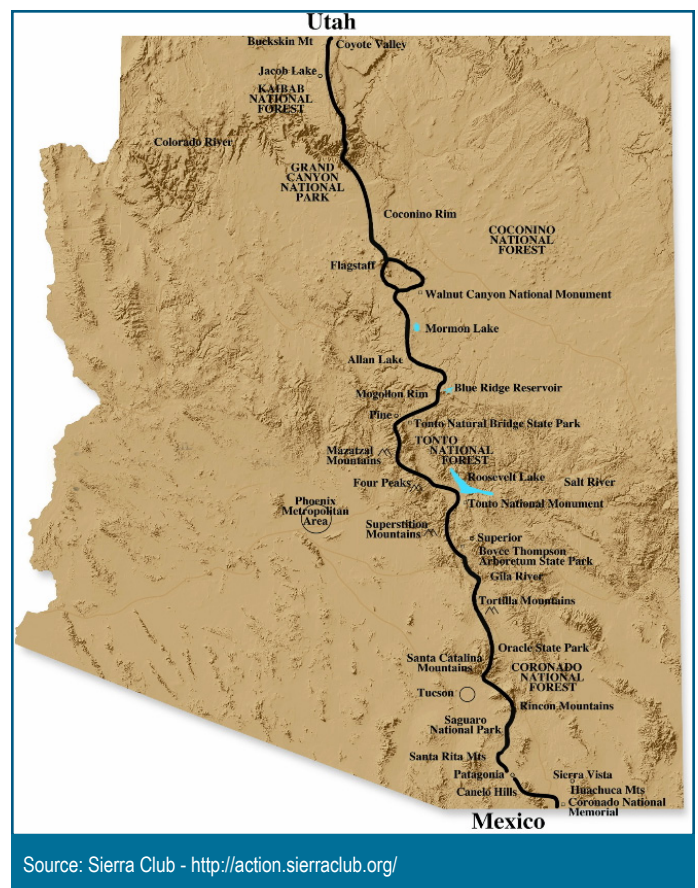 Utah
Buckskin Mt
Coyote Valley
Jacob Lake
KAIBAB
NATIONAL
FOREST
Colorado River
GRAND
CANYON
NATIONAL
PARK
Coconino Rim
COCONINO
NATIONAL
FOREST
Flagstaff
Walnut Canyon National Monument
Mormon Lake
Allan Lake
Blue Ridge Reservoir
Mogollon Rim
Pine
Tonto Natural Bridge State Park
TONTO
NATIONAL
FOREST
Mazatzal
Mountains
Roosevelt Lake
Salt River
Four Peaks
Tonto National Monument
Phoenix
Metropolitan
Area
Superstition
Mountains
Superior
Boyce Thompson
Arboretum State Park
Gila River
Tortilla Mountains
Oracle State Park
Santa Catalina
Mountains
CORONADO
NATIONAL
FOREST
Tucson
Rincon Mountains
Saguaro
National Park
Santa Rita Mts
Patagonia
Sierra Vista
Canelo Hills
Huachuca Mts
Coronado National
Memorial
Mexico
Source: Sierra Club - http://action.sierraclub.org/